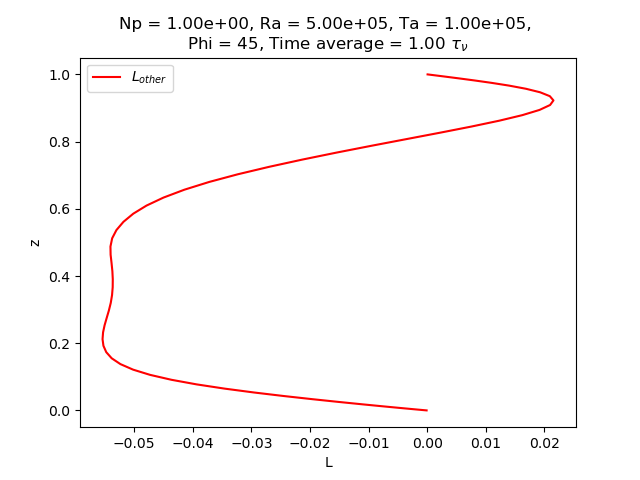 Np = 1.00e+00, Ra = 5.00e+05, Ta = 1.00e+05,
Phi = 45, Time average = 1.00 τ_ν
L_other
1.0
0.8
0.6
0.4
0.2
0.0
z
−0.05 −0.04 −0.03 −0.02 −0.01 0.00 0.01 0.02
L